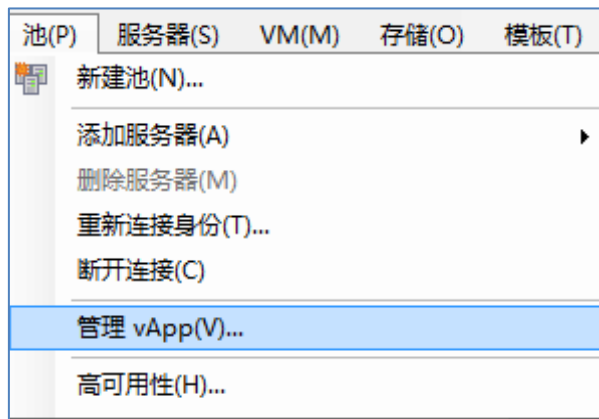 池(P) 服务器(S) VM(M) 存储(O) 模板(T)
新建池(N)...
添加服务器(A)
删除服务器(M)
重新连接身份(T)...
断开连接(C)
管理 vApp(V)...
高可用性(H)...